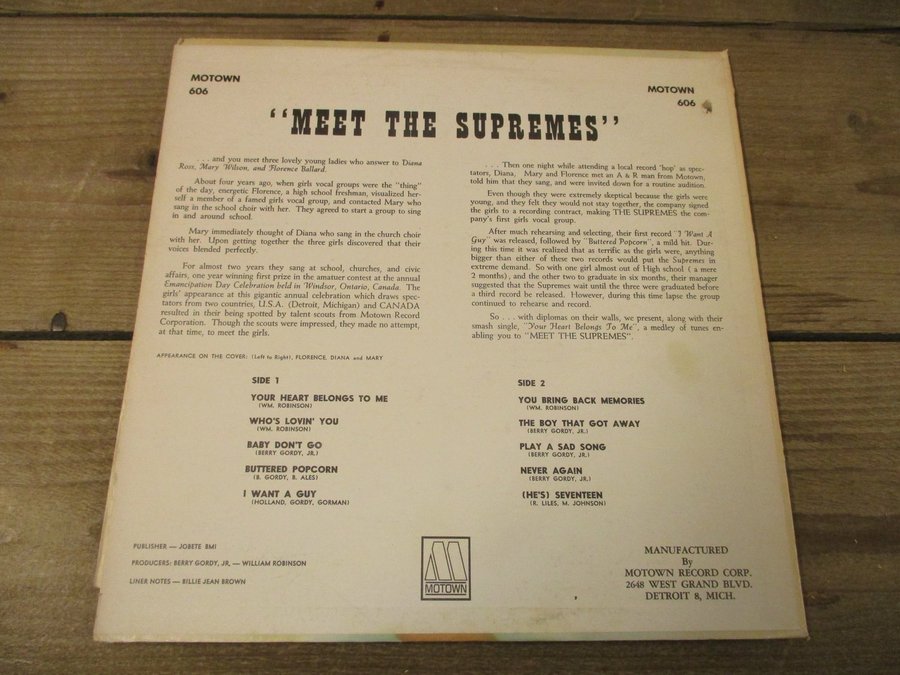 MOTOWN
606
MOTOWN
606
"MEET THE SUPREMES"
. . . and you meet three lovely young ladies who answer to Diana
Ross, Mary Wilson, and Florence Ballard.
About four years ago, when girls vocal groups were the "thing"
of the day, energetic Florence, a high school freshman, visualized her-
self a member of a famed girls vocal group, and contacted Mary who
sang in the school choir with her. They agreed to start a group to sing
in and around school.
Mary immediately thought of Diana who sang in the church choir
with her. Upon getting together the three girls discovered that their
voices blended perfectly.
For almost two years they sang at school, churches, and civic
affairs, one year winning first prize in the amatuer contest at the annual
Emancipation Day Celebration held in Windsor, Ontario, Canada. The
girls' appearance at this gigantic annual celebration which draws spec-
tators from two countries, U.S.A. (Detroit, Michigan) and CANADA
resulted in their being spotted by talent scouts from Motown Record
Corporation. Though the scouts were impressed, they made no attempt,
at that time, to meet the girls.
. . . Then one night while attending a local record 'hop' as spec-
tators, Diana, Mary and Florence met an A & R man from Motown,
told him that they sang, and were invited down for a routine audition.
Even though they were extremely skeptical because the girls were
young, and they felt they would not stay together, the company signed
the girls to a recording contract, making THE SUPREMES the com-
pany's first girls vocal group.
After much rehearsing and selecting, their first record "I Want A
Guy" was released, followed by "Buttered Popcorn", a mild hit. Dur-
ing this time it was realized that as terrific as the girls were, anything
bigger than either of these two records would put the Supremes in
extreme demand. So with one girl almost out of High school ( a mere
2 months), and the other two to graduate in six months, their manager
suggested that the Supremes wait until the three were graduated before
a third record be released. However, during this time lapse the group
continued to rehearse and record.
So . . . with diplomas on their walls, we present, along with their
smash single, "Your Heart Belongs To Me", a medley of tunes en-
abling you to "MEET THE SUPREMES".
APPEARANCE ON THE COVER: (Left to Right), FLORENCE, DIANA and MARY
SIDE 1
YOUR HEART BELONGS TO ME
(WM. ROBINSON)
WHO'S LOVIN' YOU
(WM. ROBINSON)
BABY DON'T GO
(BERRY GORDY, JR.)
BUTTERED POPCORN
(B. GORDY, B. ALES)
I WANT A GUY
(HOLLAND, GORDY, GORMAN)
SIDE 2
YOU BRING BACK MEMORIES
(WM. ROBINSON)
THE BOY THAT GOT AWAY
(BERRY GORDY, JR.)
PLAY A SAD SONG
(BERRY GORDY, JR.)
NEVER AGAIN
(BERRY GORDY, JR.)
(HE'S) SEVENTEEN
(R. LILES, M. JOHNSON)
PUBLISHER — JOBETE BMI
PRODUCERS: BERRY GORDY, JR. — WILLIAM ROBINSON
LINER NOTES — BILLIE JEAN BROWN
M
MOTOWN
MANUFACTURED
By
MOTOWN RECORD CORP.
2648 WEST GRAND BLVD.
DETROIT 8, MICH.